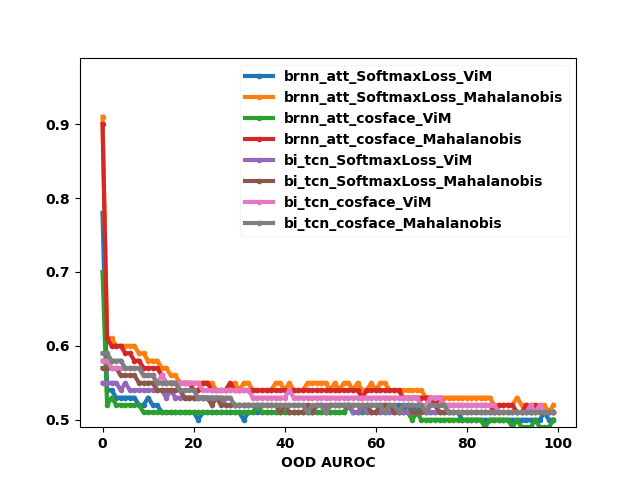 brnn_att_SoftmaxLoss_ViM
brnn_att_SoftmaxLoss_Mahalanobis
brnn_att_cosface_ViM
brnn_att_cosface_Mahalanobis
bi_tcn_SoftmaxLoss_ViM
bi_tcn_SoftmaxLoss_Mahalanobis
bi_tcn_cosface_ViM
bi_tcn_cosface_Mahalanobis
0.9
0.8
0.7
0.6
0.5
0 20 40 60 80 100
OOD AUROC